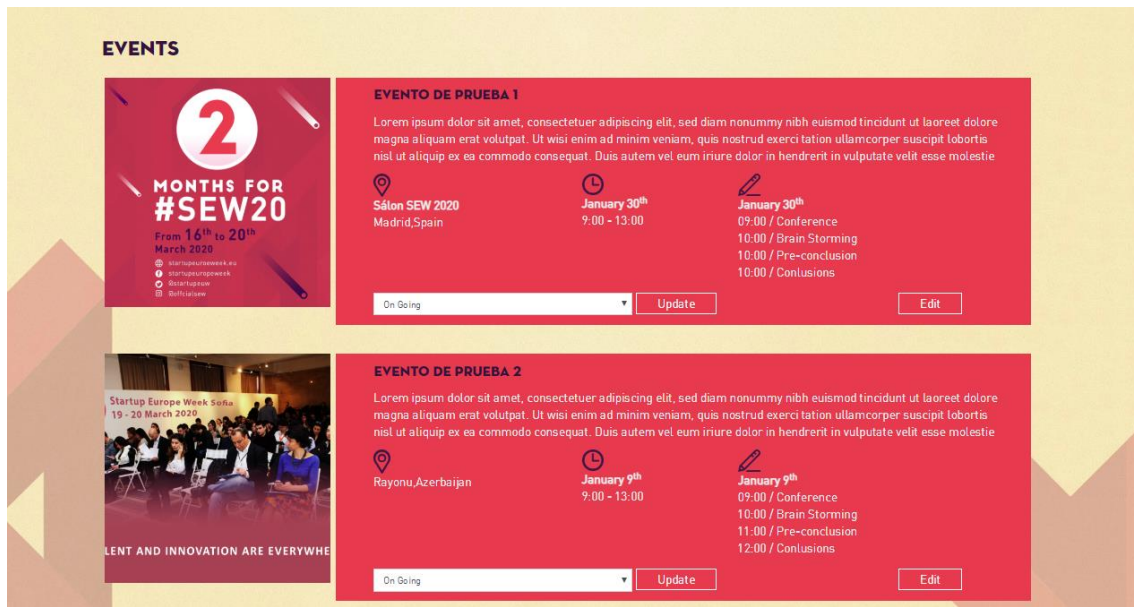 EVENTS
2
MONTHS FOR
#SEW20
From 16th to 20th
March 2020
startupeuropeweek.eu
startupeuropeweek
@startupeuw
@offcialsew
EVENTO DE PRUEBA 1
Lorem ipsum dolor sit amet, consectetuer adipiscing elit, sed diam nonummy nibh euismod tincidunt ut laoreet dolore
magna aliquam erat volutpat. Ut wisi enim ad minim veniam, quis nostrud exerci tation ullamcorper suscipit lobortis
nisl ut aliquip ex ea commodo consequat. Duis autem vel eum iriure dolor in hendrerit in vulputate velit esse molestie
Sálon SEW 2020
Madrid,Spain
January 30th
9:00 - 13:00
January 30th
09:00 / Conference
10:00 / Brain Storming
10:00 / Pre-conclusion
10:00 / Conlusions
On Going
Update
Edit
Startup Europe Week Sofia
19 - 20 March 2020
LENT AND INNOVATION ARE EVERYWHE
EVENTO DE PRUEBA 2
Lorem ipsum dolor sit amet, consectetuer adipiscing elit, sed diam nonummy nibh euismod tincidunt ut laoreet dolore
magna aliquam erat volutpat. Ut wisi enim ad minim veniam, quis nostrud exerci tation ullamcorper suscipit lobortis
nisl ut aliquip ex ea commodo consequat. Duis autem vel eum iriure dolor in hendrerit in vulputate velit esse molestie
Rayonu,Azerbaijan
January 9th
9:00 - 13:00
January 9th
09:00 / Conference
10:00 / Brain Storming
11:00 / Pre-conclusion
12:00 / Conlusions
On Going
Update
Edit